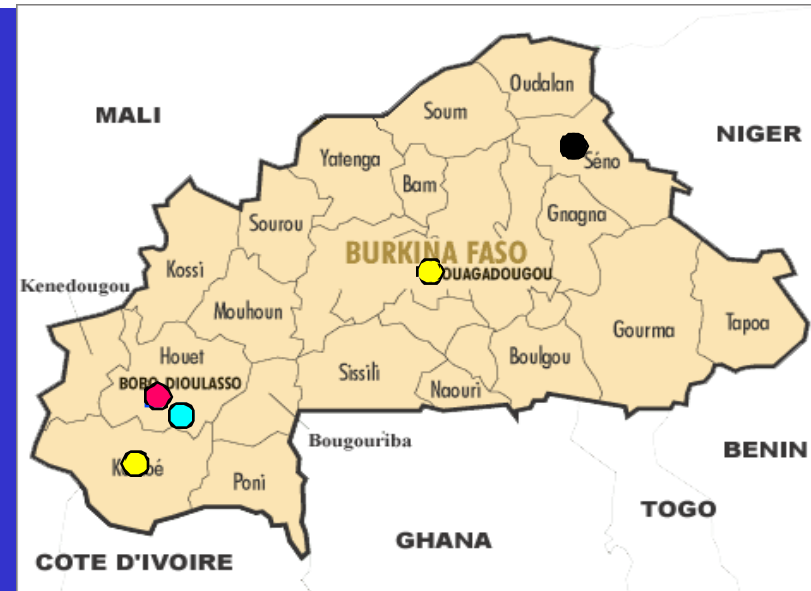 Oudalan
MALI
Soum
NIGER
Yatenga
Séno
Bam
Gnagna
Sourou
BURKINA FASO
Kossi
OUAGADOUGOU
Kenedougou
Mouhoun
Gourma
Tapoa
Houet
Boulgou
Sissili
BOBO-DIOULASSO
Naouri
Bougouriba
BENIN
Poni
TOGO
GHANA
COTE D'IVOIRE